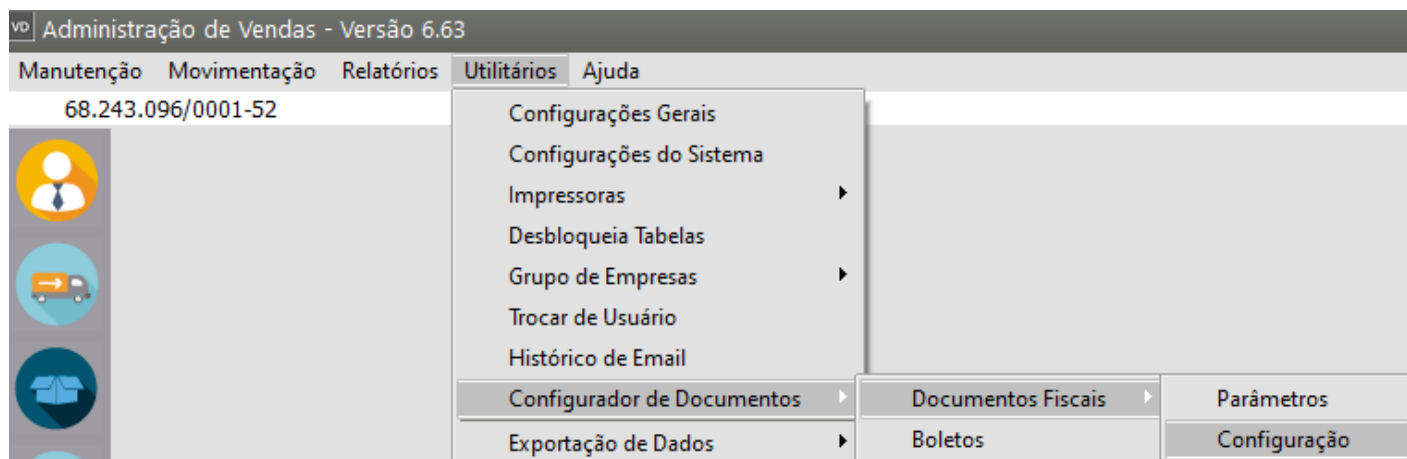 VD Administração de Vendas - Versão 6.63
Manutenção Movimentação Relatórios Utilitários Ajuda
68.243.096/0001-52
Configurações Gerais
Configurações do Sistema
Impressoras
Desbloqueia Tabelas
Grupo de Empresas
Trocar de Usuário
Histórico de Email
Configurador de Documentos Documentos Fiscais Parâmetros
Exportação de Dados Boletos Configuração